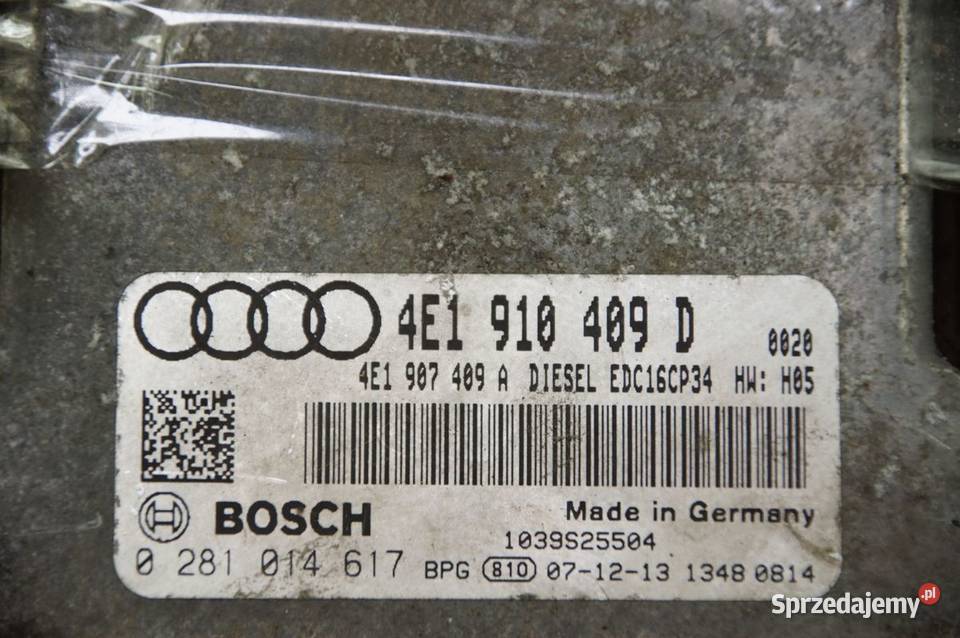 4E1 910 409 D 0020
4E1 907 409 A DIESEL EDC16CP34 HW: H05
BOSCH Made in Germany
1039S25504
0 281 014 617 BPG 810 07-12-13 1348 0814
Sprzedajemy.pl